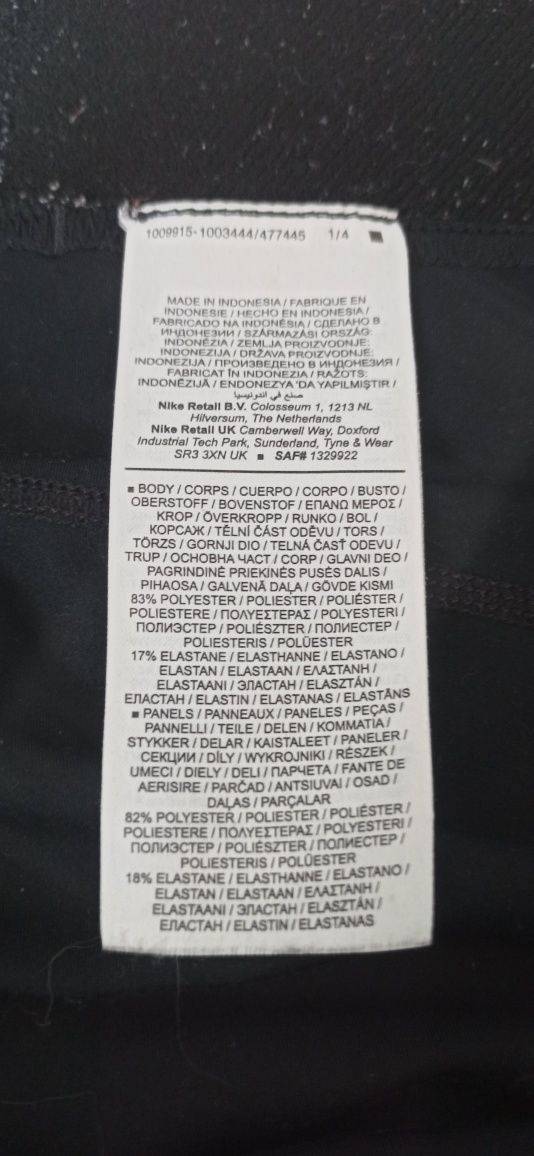 1009915-1003444/477445 1/4 ■
MADE IN INDONESIA / FABRIQUE EN
INDONESIE / HECHO EN INDONESIA /
FABRICADO NA INDONÉSIA / СДЕЛАНО В
ИНДОНЕЗИИ / SZÁRMAZÁSI ORSZÁG:
INDONÉZIA / ZEMLJA PROIZVODNJE:
INDONEZIJA / DRŽAVA PROIZVODNJE:
INDONEZIJA / ПРОИЗВЕДЕНО В ИНДОНЕЗИЯ /
FABRICAT ÎN INDONEZIA / RAŽOTS:
INDONĒZIJĀ / ENDONEZYA 'DA YAPILMIŞTIR /
صنع في اندونيسيا
Nike Retail B.V. Colosseum 1, 1213 NL
Hilversum, The Netherlands
Nike Retail UK Camberwell Way, Doxford
Industrial Tech Park, Sunderland, Tyne & Wear
SR3 3XN UK ■ SAF# 1329922
■ BODY / CORPS / CUERPO / CORPO / BUSTO /
OBERSTOFF / BOVENSTOF / ΕΠΑΝΩ ΜΕΡΟΣ /
KROP / ÖVERKROPP / RUNKO / BOL /
КОРСАЖ / TĚLNÍ ČÁST ODĚVU / TORS /
TÖRZS / GORNJI DIO / TELNÁ ČASŤ ODEVU /
TRUP / ОСНОВНА ЧАСТ / CORP / GLAVNI DEO /
PAGRINDINĖ PRIEKINĖS PUSĖS DALIS /
PIHAOSA / GALVENĀ DAĻA / GÖVDE KISMI
83% POLYESTER / POLIESTER / POLIÉSTER /
POLIESTERE / ΠΟΛΥΕΣΤΕΡΑΣ / POLYESTERI /
ПОЛИЭСТЕР / POLIÉSZTER / ПОЛИЕСТЕР /
POLIESTERIS / POLÜESTER
17% ELASTANE / ELASTHANNE / ELASTANO /
ELASTAN / ELASTAAN / ΕΛΑΣΤΑΝΗ /
ELASTAANI / ЭЛАСТАН / ELASZTÁN /
ЕЛАСТАН / ELASTIN / ELASTANAS / ELASTĀNS
■ PANELS / PANNEAUX / PANELES / PEÇAS /
PANNELLI / TEILE / DELEN / ΚΟΜΜΑΤΙΑ /
STYKKER / DELAR / KAISTALEET / PANELER /
СЕКЦИИ / DÍLY / WYKROJNIKI / RÉSZEK /
UMECI / DIELY / DELI / ПАРЧЕТА / FANTE DE
AERISIRE / PARČAD / ANTSIUVAI / OSAD /
DAĻAS / PARÇALAR
82% POLYESTER / POLIESTER / POLIÉSTER /
POLIESTERE / ΠΟΛΥΕΣΤΕΡΑΣ / POLYESTERI /
ПОЛИЭСТЕР / POLIÉSZTER / ПОЛИЕСТЕР /
POLIESTERIS / POLÜESTER
18% ELASTANE / ELASTHANNE / ELASTANO /
ELASTAN / ELASTAAN / ΕΛΑΣΤΑΝΗ /
ELASTAANI / ЭЛАСТАН / ELASZTÁN /
ЕЛАСТАН / ELASTIN / ELASTANAS